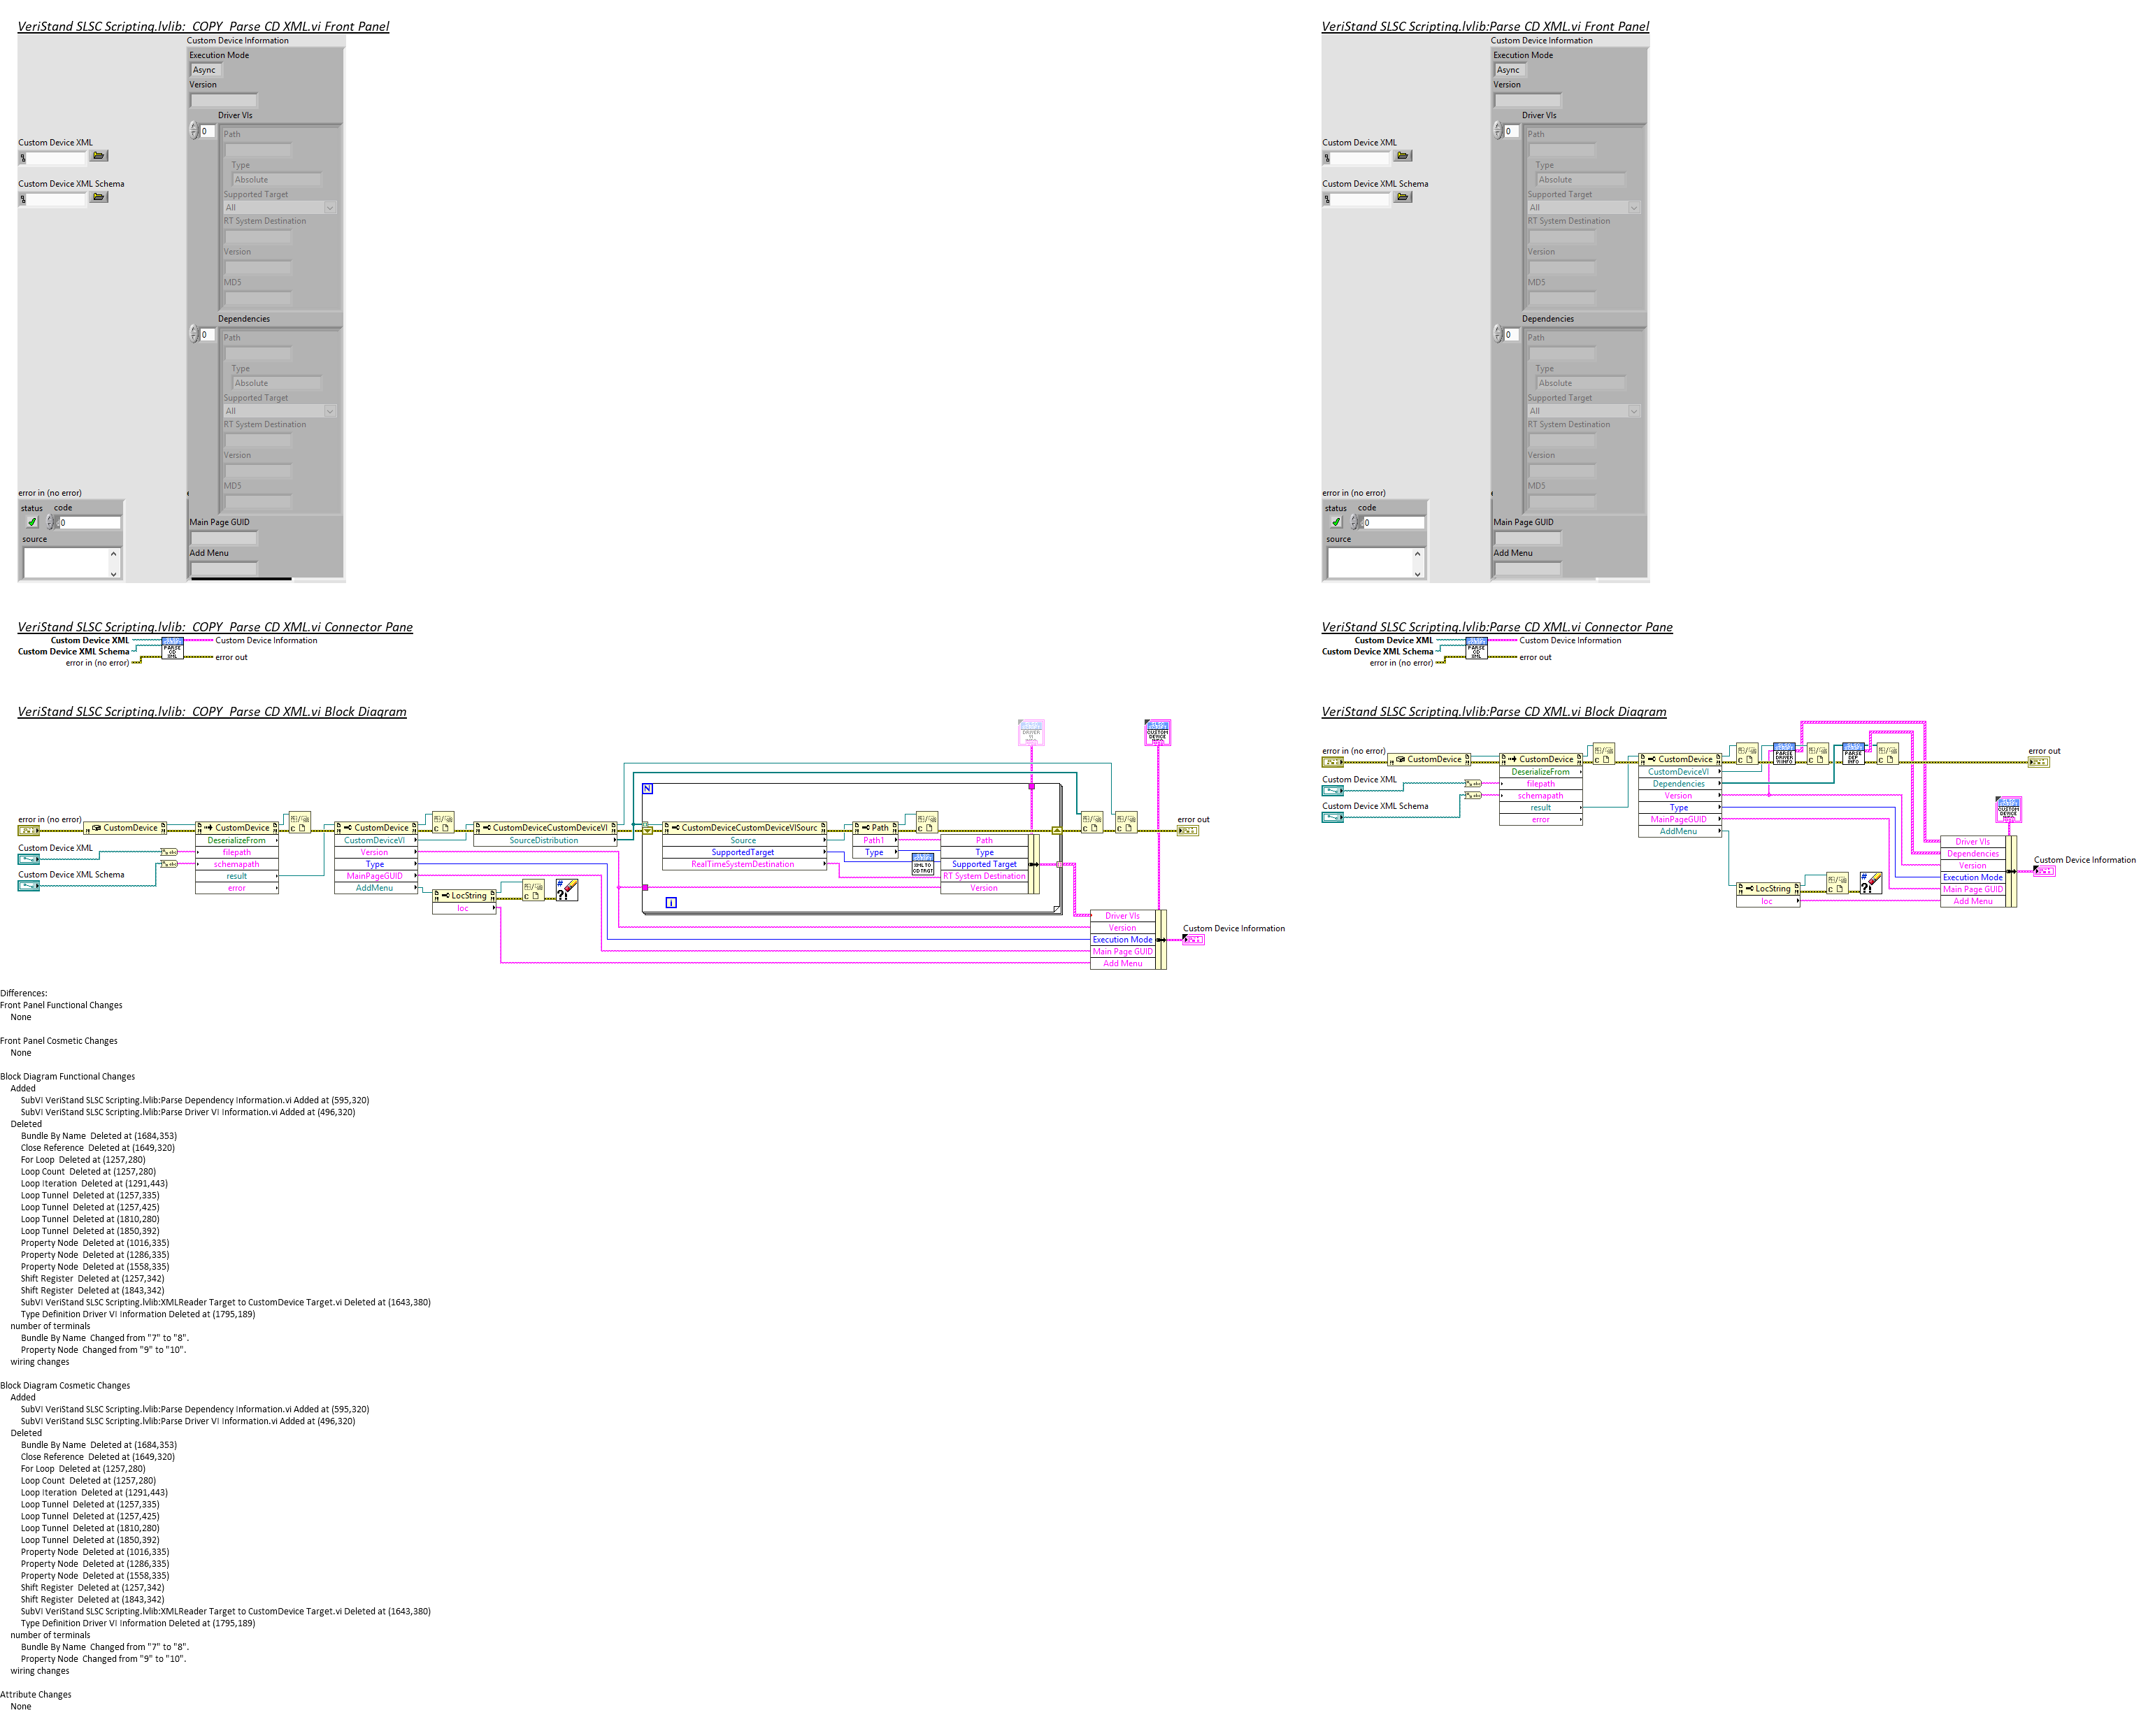 VeriStand SLSC Scripting.lvlib:  COPY  Parse CD XML.vi Front Panel
Custom Device Information
Execution Mode
Async
Version
Driver VIs
0
Path
Custom Device XML
Type
Absolute
Custom Device XML Schema
Supported Target
All
RT System Destination
Version
MD5
Dependencies
0
Path
Type
Absolute
Supported Target
All
RT System Destination
Version
MD5
error in (no error)
status code
0
source
Main Page GUID
Add Menu
VeriStand SLSC Scripting.lvlib:Parse CD XML.vi Front Panel
Custom Device Information
Execution Mode
Async
Version
Driver VIs
0
Path
Custom Device XML
Type
Absolute
Custom Device XML Schema
Supported Target
All
RT System Destination
Version
MD5
Dependencies
0
Path
Type
Absolute
Supported Target
All
RT System Destination
Version
MD5
error in (no error)
status code
0
source
Main Page GUID
Add Menu
VeriStand SLSC Scripting.lvlib:  COPY  Parse CD XML.vi Connector Pane
Custom Device XML
Custom Device XML Schema
error in (no error)
PARSE
CD
XML
Custom Device Information
error out
VeriStand SLSC Scripting.lvlib:Parse CD XML.vi Connector Pane
Custom Device XML
Custom Device XML Schema
error in (no error)
PARSE
CD
XML
Custom Device Information
error out
VeriStand SLSC Scripting.lvlib:  COPY  Parse CD XML.vi Block Diagram
DRIVER
VI
CUSTOM
DEVICE
N
error in (no error)
Custom Device XML
Custom Device XML Schema
CustomDevice
CustomDevice
DeserializeFrom
filepath
schemapath
result
error
CustomDevice
CustomDeviceVI
Version
Type
MainPageGUID
AddMenu
LocString
loc
CustomDeviceCustomDeviceVI
SourceDistribution
CustomDeviceCustomDeviceVISourc
Source
SupportedTarget
RealTimeSystemDestination
Path
Path1
Type
XML TO
CD TRGT
Path
Type
Supported Target
RT System Destination
Version
i
error out
Driver VIs
Version
Execution Mode
Main Page GUID
Add Menu
Custom Device Information
VeriStand SLSC Scripting.lvlib:Parse CD XML.vi Block Diagram
error in (no error)
Custom Device XML
Custom Device XML Schema
CustomDevice
CustomDevice
DeserializeFrom
filepath
schemapath
result
error
CustomDevice
CustomDeviceVI
Dependencies
Version
Type
MainPageGUID
AddMenu
PARSE
DRIVER
VI INFO
PARSE
DEP
INFO
LocString
loc
error out
CUSTOM
DEVICE
Driver VIs
Dependencies
Version
Execution Mode
Main Page GUID
Add Menu
Custom Device Information
Differences:
Front Panel Functional Changes
None
Front Panel Cosmetic Changes
None
Block Diagram Functional Changes
Added
SubVI VeriStand SLSC Scripting.lvlib:Parse Dependency Information.vi Added at (595,320)
SubVI VeriStand SLSC Scripting.lvlib:Parse Driver VI Information.vi Added at (496,320)
Deleted
Bundle By Name  Deleted at (1684,353)
Close Reference  Deleted at (1649,320)
For Loop  Deleted at (1257,280)
Loop Count  Deleted at (1257,280)
Loop Iteration  Deleted at (1291,443)
Loop Tunnel  Deleted at (1257,335)
Loop Tunnel  Deleted at (1257,425)
Loop Tunnel  Deleted at (1810,280)
Loop Tunnel  Deleted at (1850,392)
Property Node  Deleted at (1016,335)
Property Node  Deleted at (1286,335)
Property Node  Deleted at (1558,335)
Shift Register  Deleted at (1257,342)
Shift Register  Deleted at (1843,342)
SubVI VeriStand SLSC Scripting.lvlib:XMLReader Target to CustomDevice Target.vi Deleted at (1643,380)
Type Definition Driver VI Information Deleted at (1795,189)
number of terminals
Bundle By Name  Changed from "7" to "8".
Property Node  Changed from "9" to "10".
wiring changes
Block Diagram Cosmetic Changes
Added
SubVI VeriStand SLSC Scripting.lvlib:Parse Dependency Information.vi Added at (595,320)
SubVI VeriStand SLSC Scripting.lvlib:Parse Driver VI Information.vi Added at (496,320)
Deleted
Bundle By Name  Deleted at (1684,353)
Close Reference  Deleted at (1649,320)
For Loop  Deleted at (1257,280)
Loop Count  Deleted at (1257,280)
Loop Iteration  Deleted at (1291,443)
Loop Tunnel  Deleted at (1257,335)
Loop Tunnel  Deleted at (1257,425)
Loop Tunnel  Deleted at (1810,280)
Loop Tunnel  Deleted at (1850,392)
Property Node  Deleted at (1016,335)
Property Node  Deleted at (1286,335)
Property Node  Deleted at (1558,335)
Shift Register  Deleted at (1257,342)
Shift Register  Deleted at (1843,342)
SubVI VeriStand SLSC Scripting.lvlib:XMLReader Target to CustomDevice Target.vi Deleted at (1643,380)
Type Definition Driver VI Information Deleted at (1795,189)
number of terminals
Bundle By Name  Changed from "7" to "8".
Property Node  Changed from "9" to "10".
wiring changes
Attribute Changes
None